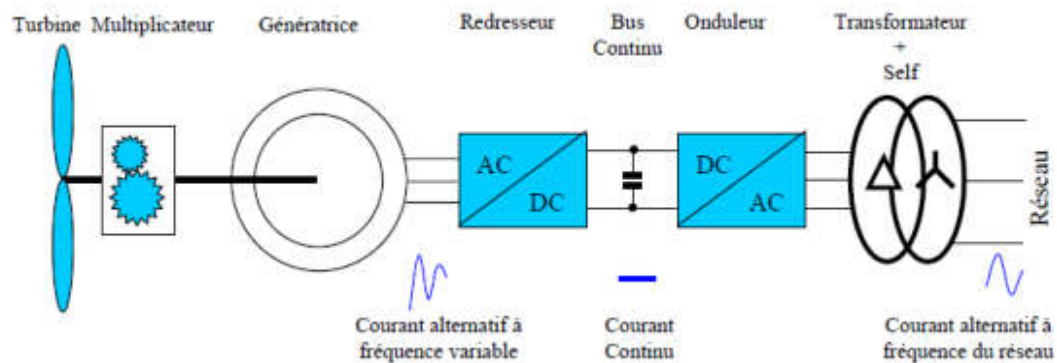 Turbine
Multiplicateur
Génératrice
Redresseur
Bus
Continu
Onduleur
Transformateur
+
Self
AC
DC
DC
AC
Réseau
Courant alternatif à
fréquence variable
Courant
Continu
Courant alternatif à
fréquence du réseau